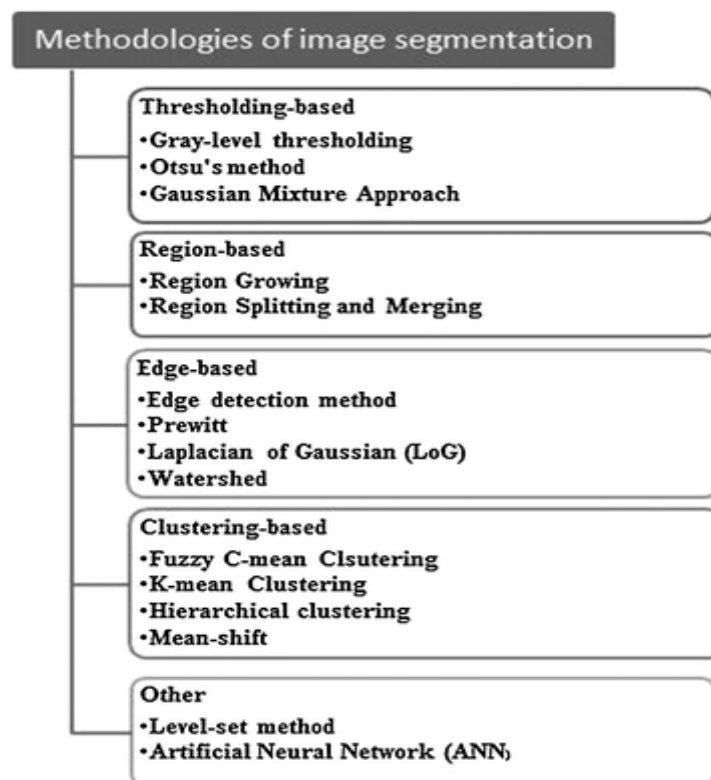 Methodologies of image segmentation
Thresholding-based
•Gray-level thresholding
•Otsu's method
•Gaussian Mixture Approach
Region-based
•Region Growing
•Region Splitting and Merging
Edge-based
•Edge detection method
•Prewitt
•Laplacian of Gaussian (LoG)
•Watershed
Clustering-based
•Fuzzy C-mean Clsutering
•K-mean Clustering
•Hierarchical clustering
•Mean-shift
Other
•Level-set method
•Artificial Neural Network (ANN)